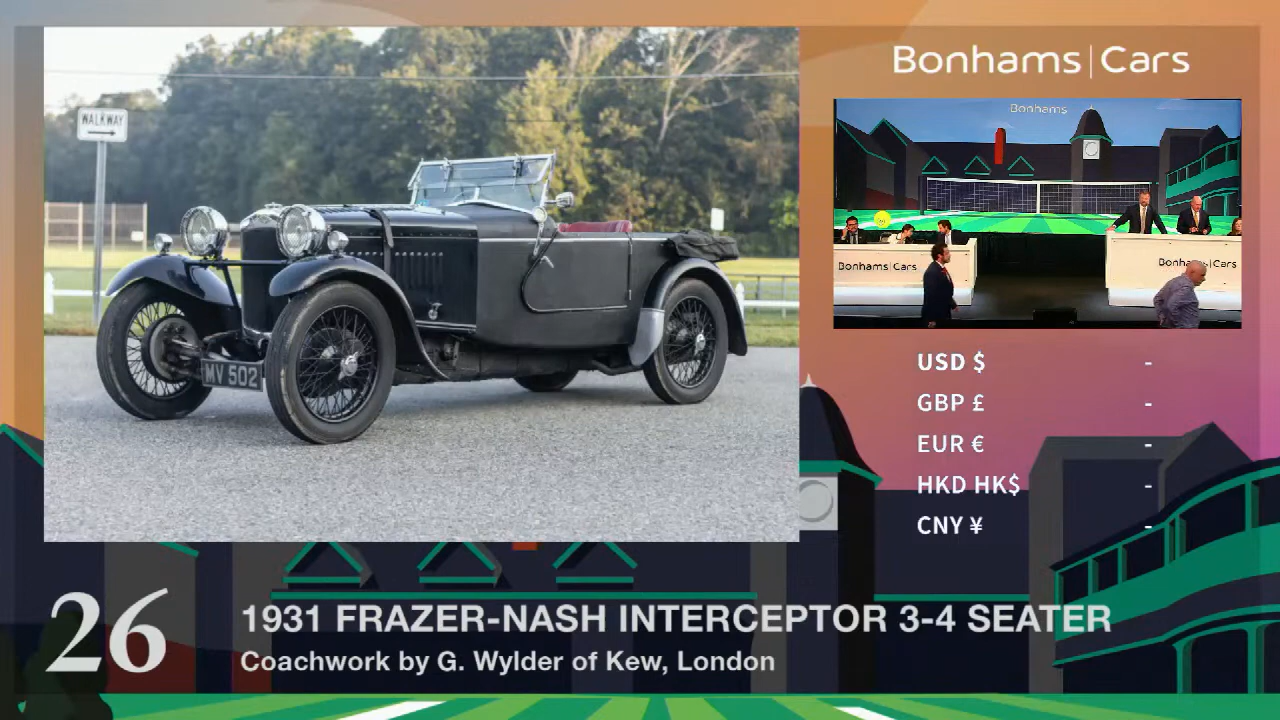 WALKWAY
MV 502
Bonhams|Cars
Bonhams
Bonhams|Cars
Bonhams|Cars
USD $ -
GBP £ -
EUR € -
HKD HK$ -
CNY ¥ -
26
1931 FRAZER-NASH INTERCEPTOR 3-4 SEATER
Coachwork by G. Wylder of Kew, London